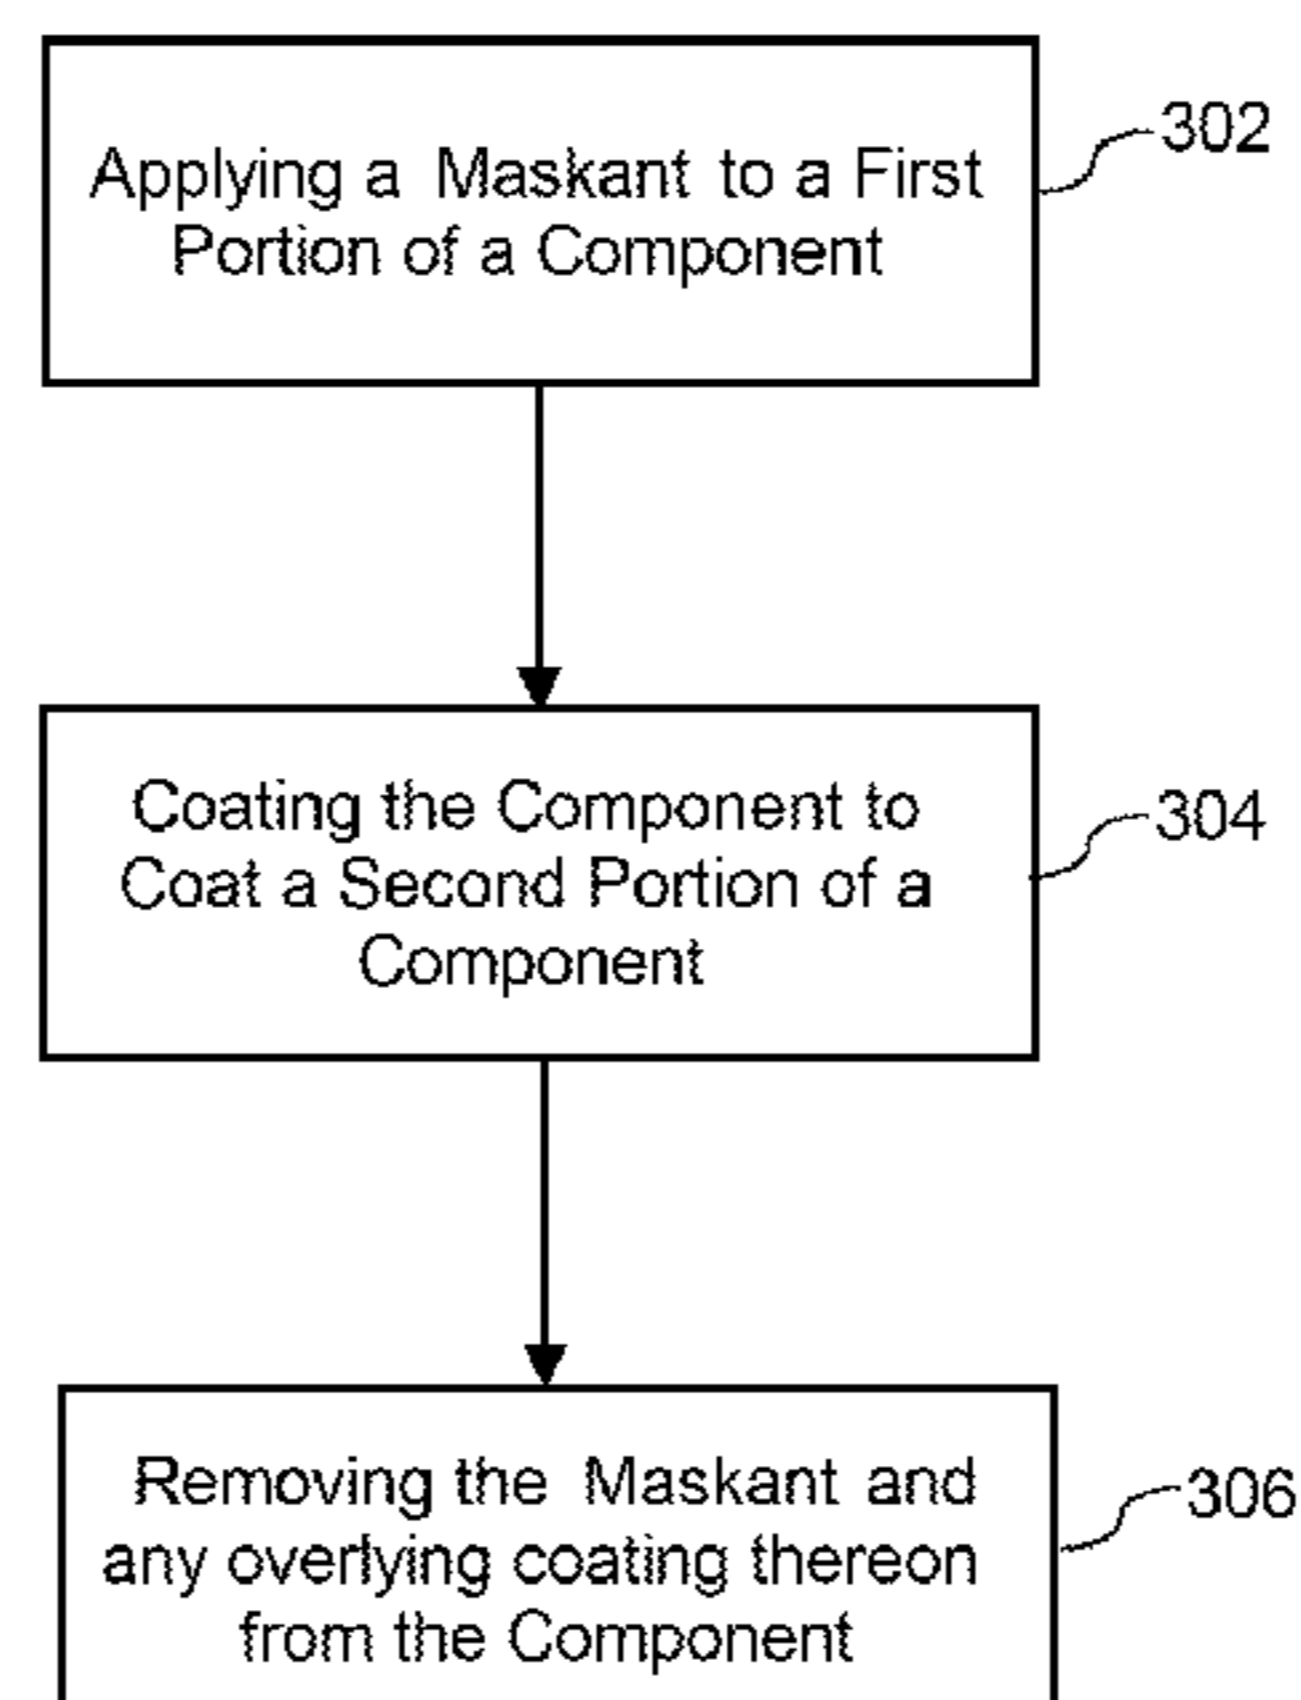 Applying a Maskant to a First
Portion of a Component
302
Coating the Component to
Coat a Second Portion of a
Component
304
Removing the Maskant and
any overlying coating thereon
from the Component
306